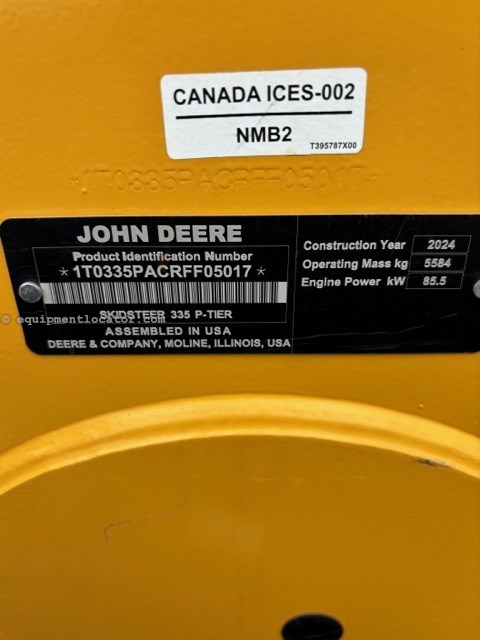 CANADA ICES-002
NMB2
T395787X00
*1T0335PACRFF05017*
JOHN DEERE
Product Identification Number
*1T0335PACRFF05017*
SKIDSTEER 335 P-TIER
ASSEMBLED IN USA
DEERE & COMPANY, MOLINE, ILLINOIS, USA
Construction Year 2024
Operating Mass kg 5584
Engine Power kW 85.5
© equipmentlocator.com